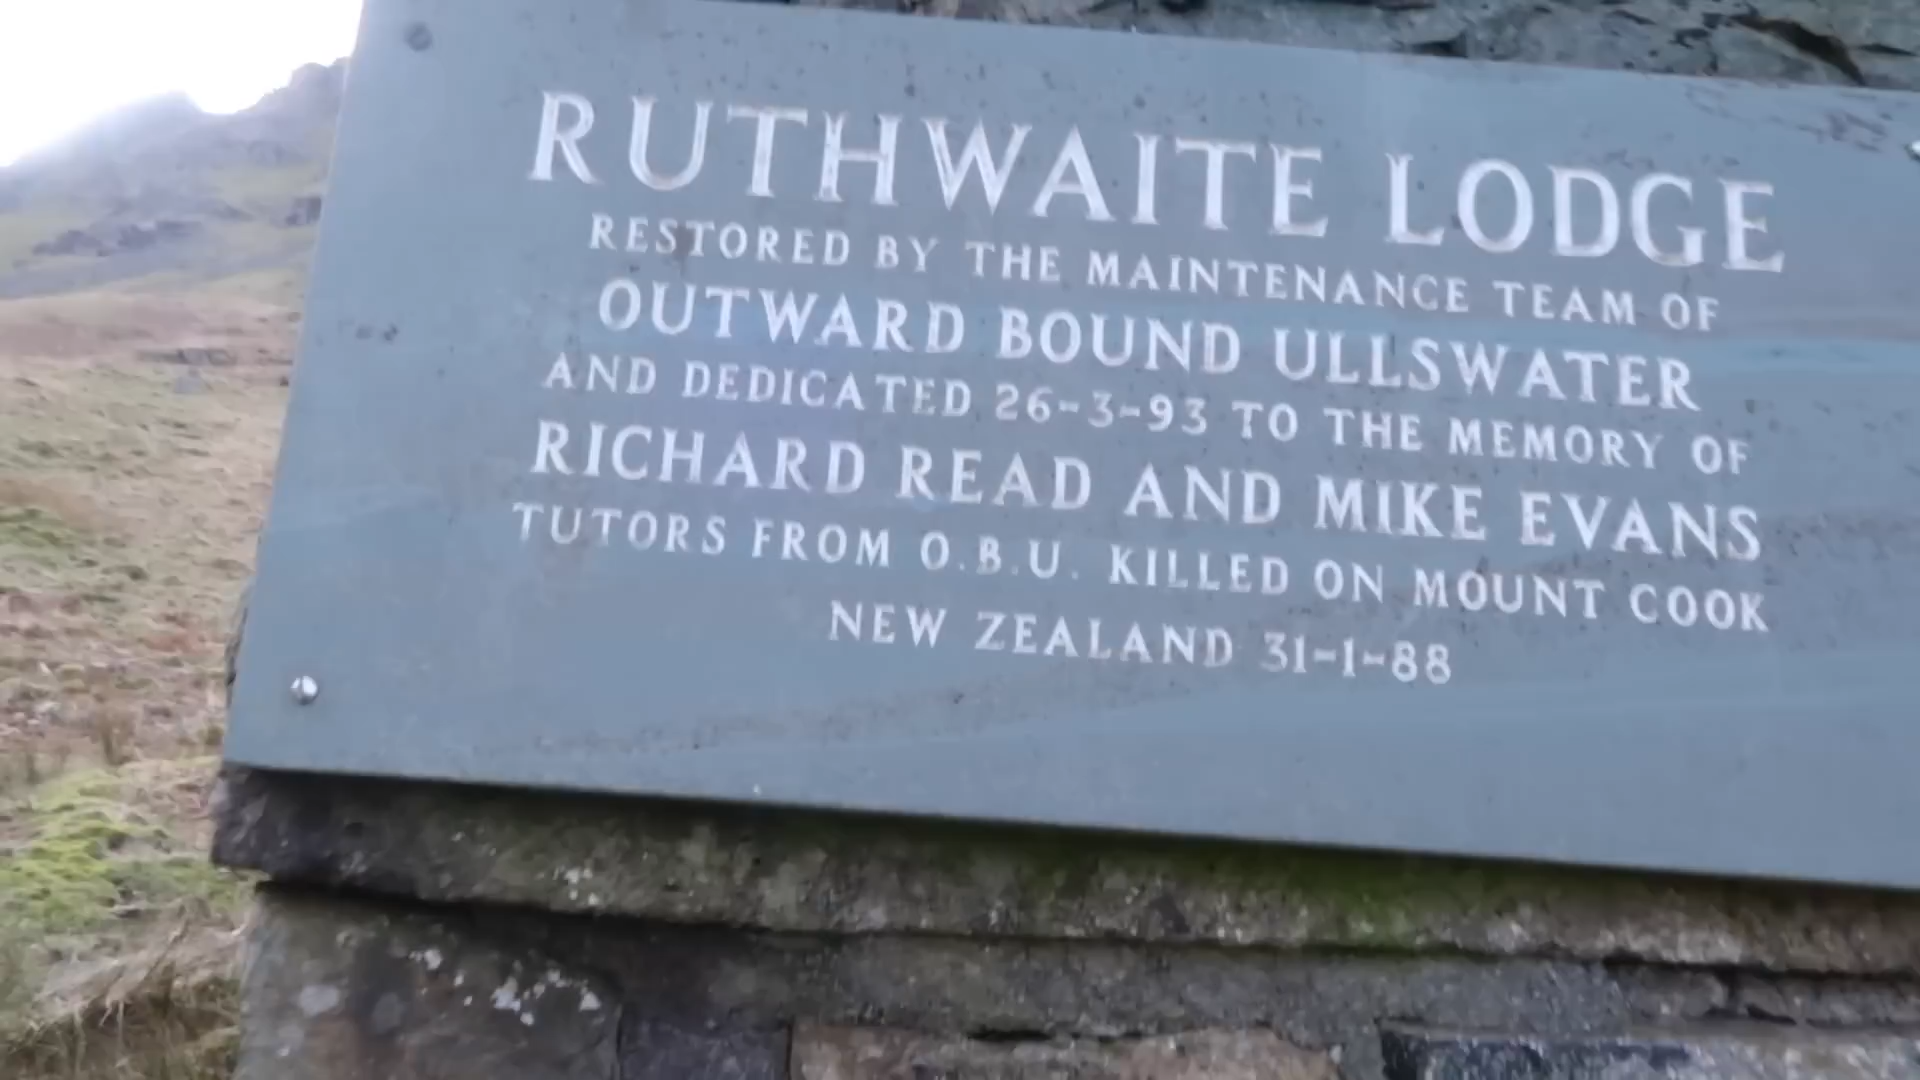 RUTHWAITE LODGE
RESTORED BY THE MAINTENANCE TEAM OF
OUTWARD BOUND ULLSWATER
AND DEDICATED 26-3-93 TO THE MEMORY OF
RICHARD READ AND MIKE EVANS
TUTORS FROM O.B.U. KILLED ON MOUNT COOK
NEW ZEALAND 31-1-88